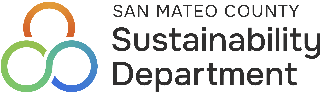 SAN MATEO COUNTY
Sustainability
Department